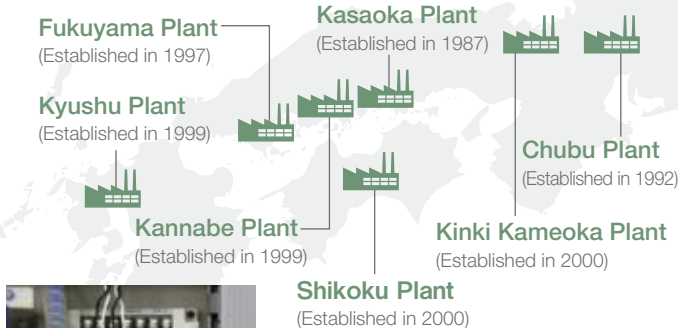 Fukuyama Plant
(Established in 1997)
Kasaoka Plant
(Established in 1987)
Kyushu Plant
(Established in 1999)
Chubu Plant
(Established in 1992)
Kannabe Plant
(Established in 1999)
Kinki Kameoka Plant
(Established in 2000)
Shikoku Plant
(Established in 2000)